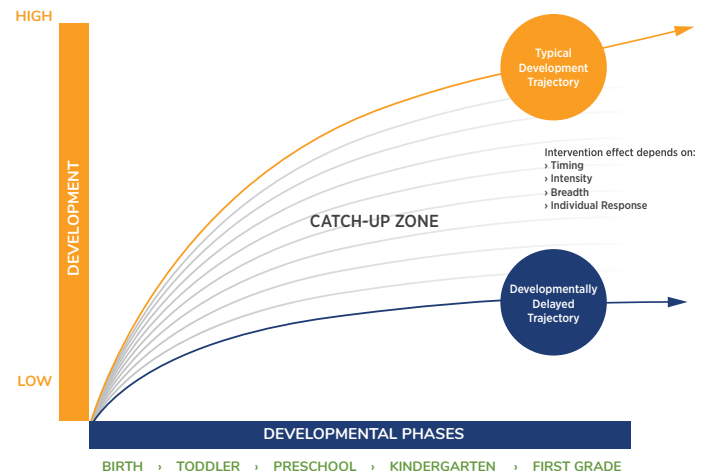 HIGH
Typical
Development
Trajectory
Intervention effect depends on:
› Timing
› Intensity
› Breadth
› Individual Response
DEVELOPMENT
CATCH-UP ZONE
Developmentally
Delayed
Trajectory
LOW
DEVELOPMENTAL PHASES
BIRTH › TODDLER › PRESCHOOL › KINDERGARTEN › FIRST GRADE